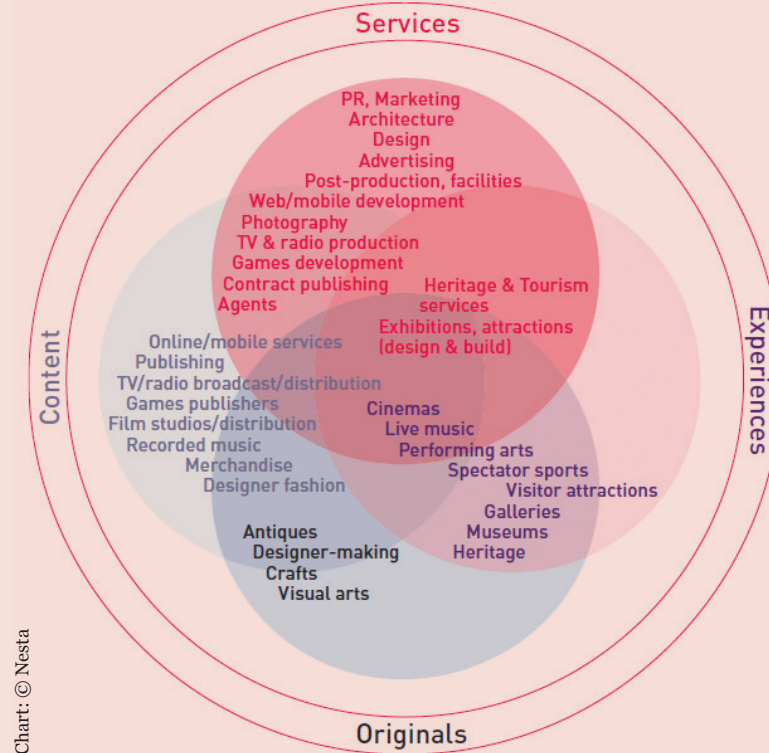 Services
PR, Marketing
Architecture
Design
Advertising
Post-production, facilities
Web/mobile development
Photography
TV & radio production
Games development
Contract publishing
Agents
Heritage & Tourism
services
Exhibitions, attractions
(design & build)
Content
Online/mobile services
Publishing
TV/radio broadcast/distribution
Games publishers
Film studios/distribution
Recorded music
Merchandise
Designer fashion
Experiences
Cinemas
Live music
Performing arts
Spectator sports
Visitor attractions
Galleries
Museums
Heritage
Antiques
Designer-making
Crafts
Visual arts
Originals
Chart: © Nesta